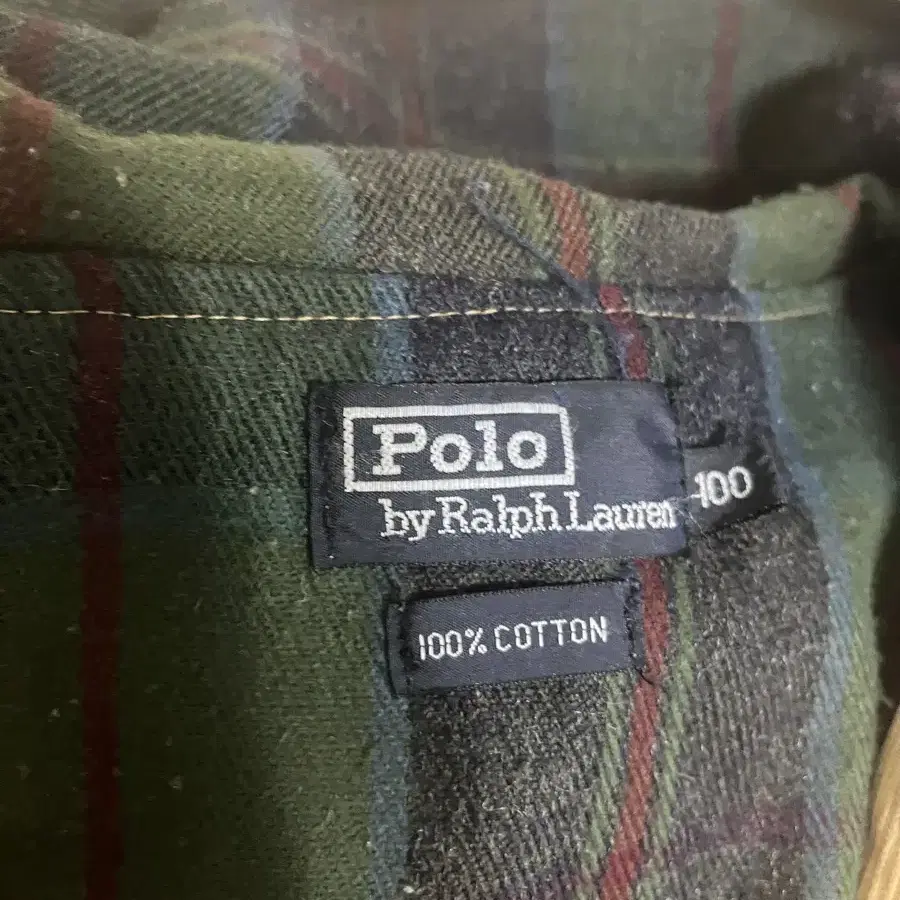 Polo
by Ralph Lauren
100
100% COTTON